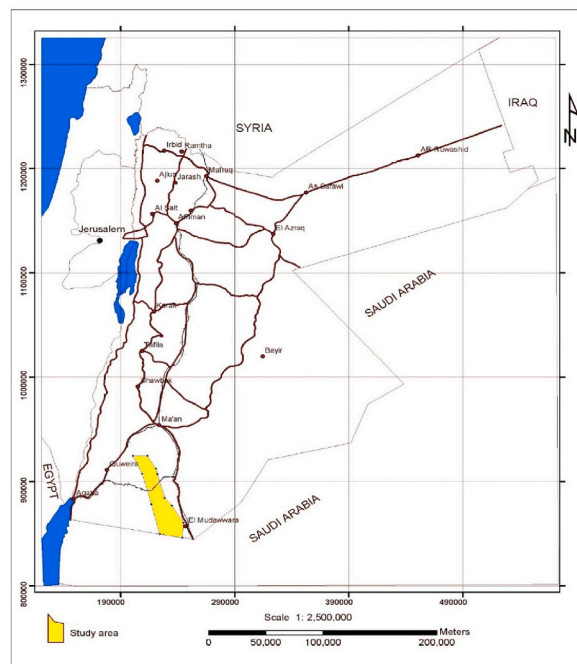 1300000
IRAQ
SYRIA
N
Irbid Ramtha
AR Ruwashid
1200000
Ajlun
Jarash
Mafraq
As Safawi
Al Salt
Amman
Jerusalem
El Azraq
1100000
SAUDI ARABIA
Karak
Tafila
Bayir
1000000
Shawbak
Ma'an
Quweira
EGYPT
900000
Aqaba
El Mudawwara
SAUDI ARABIA
800000
190000
290000
390000
490000
Scale 1: 2,500,000
Study area
Meters
0
50,000
100,000
200,000